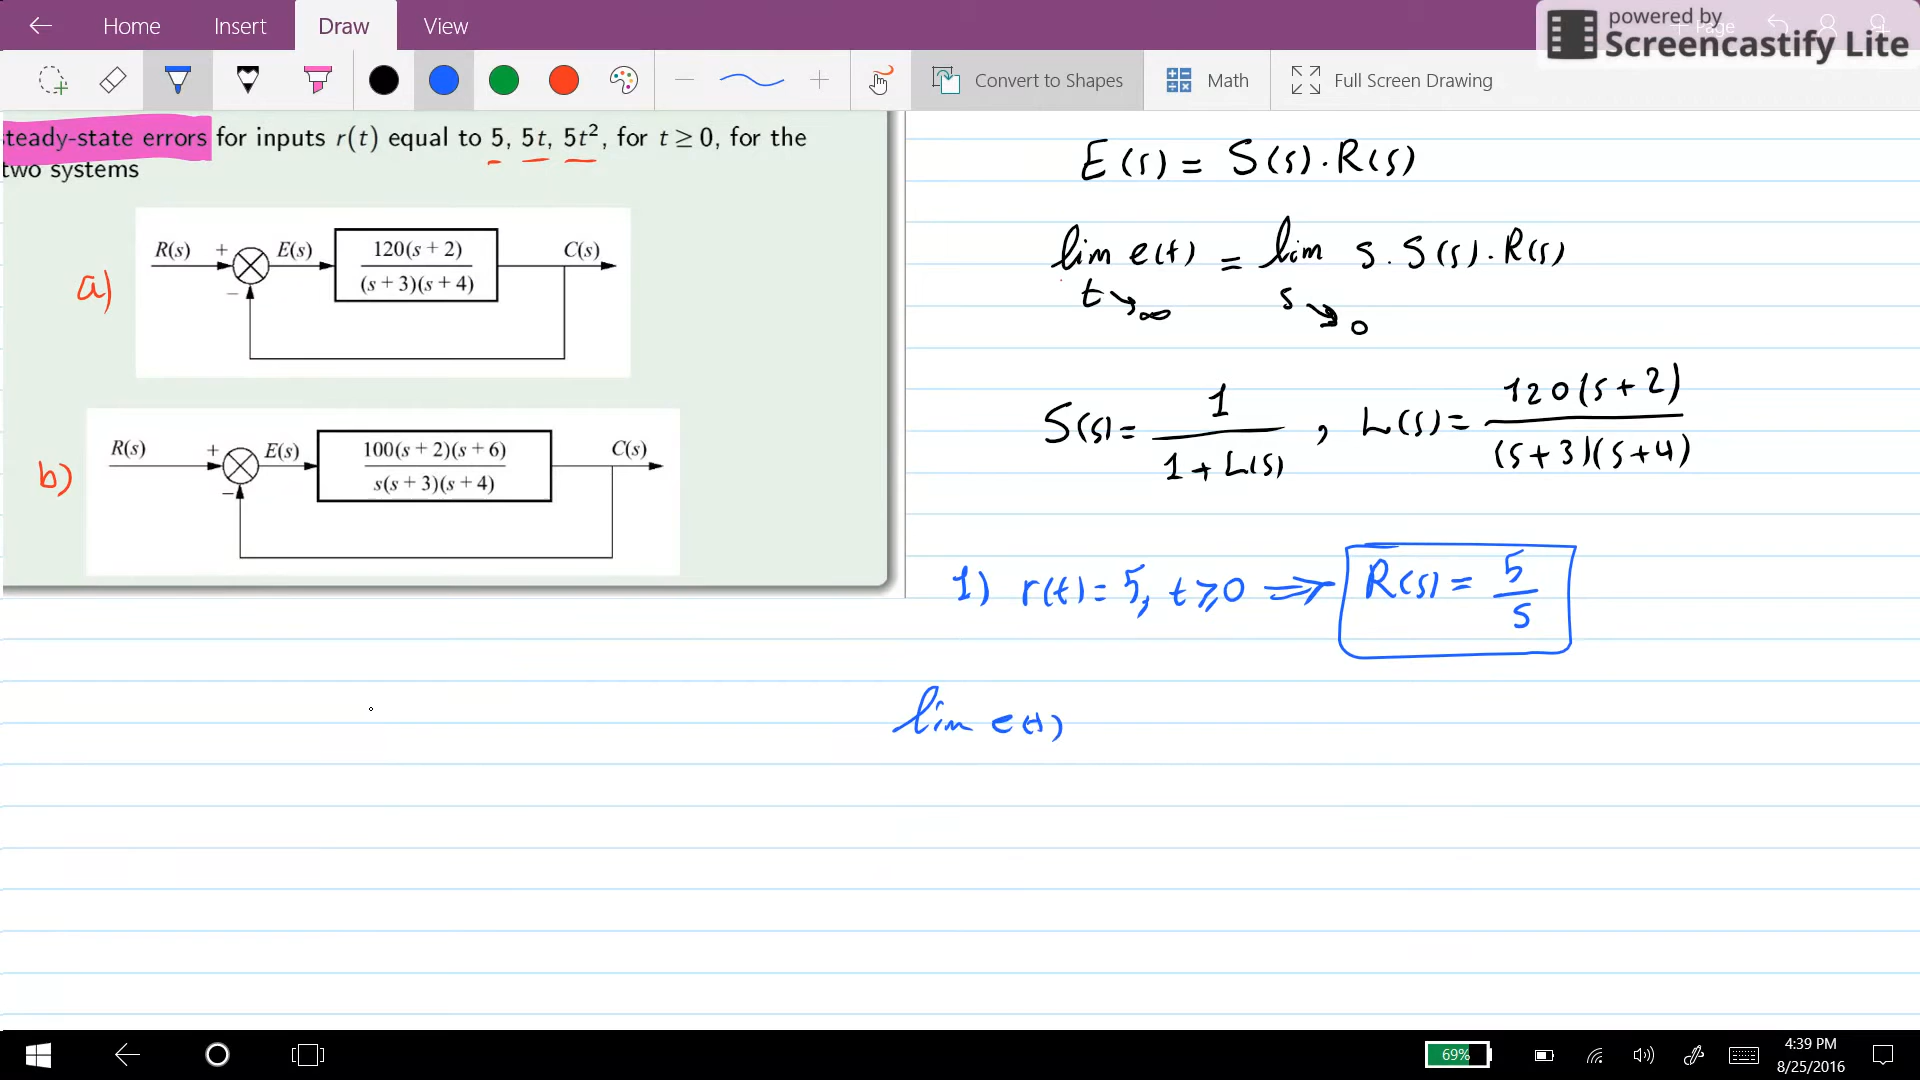 Home Insert Draw View
Page
powered by
Screencastify Lite
Convert to Shapes Math Full Screen Drawing
steady-state errors for inputs r(t) equal to 5, 5t, 5t², for t ≥ 0, for the
two systems
a)
R(s) + E(s) 120(s + 2) C(s)
− (s + 3)(s + 4)
b)
R(s) + E(s) 100(s + 2)(s + 6) C(s)
− s(s + 3)(s + 4)
E(s) = S(s) . R(s)
lim e(t) = lim s . S(s) . R(s)
t → ∞ s → 0
S(s) = 1 / 1 + L(s) , L(s) = 120(s+2) / (s+3)(s+4)
1) r(t) = 5, t ≥ 0 ⇒ R(s) = 5 / s
lim e(t)
69%
4:39 PM
8/25/2016